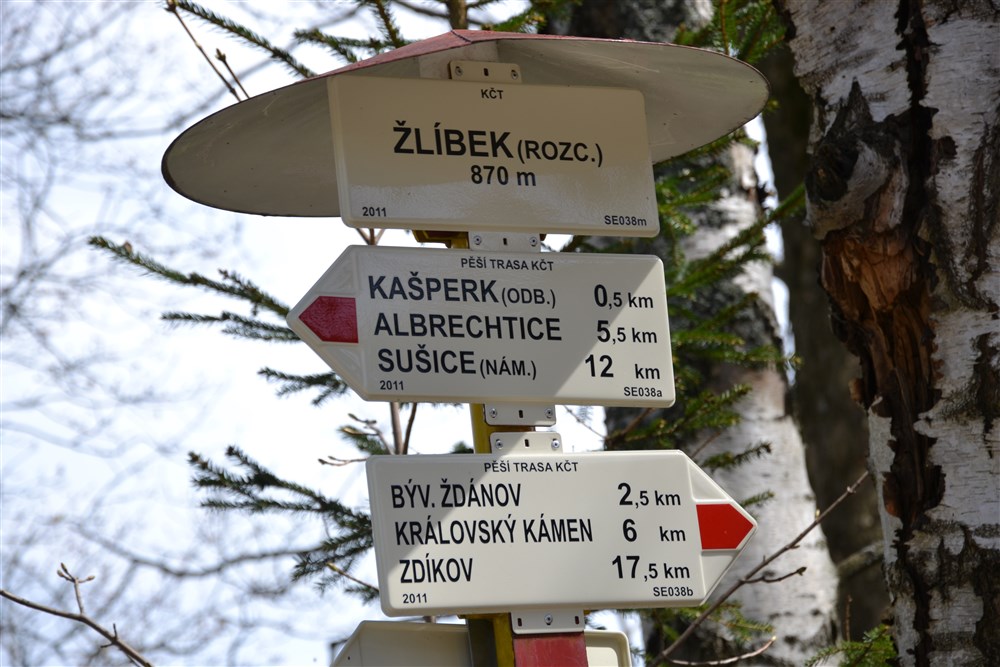 KČT
ŽLÍBEK (ROZC.)
870 m
2011 SE038m
PĚŠÍ TRASA KČT
KAŠPERK (ODB.) 0,5 KM
ALBRECHTICE 5,5 KM
SUŠICE (NÁM.) 12 KM
2011 SE038a
PĚŠÍ TRASA KČT
BÝV. ŽDÁNOV 2,5 KM
KRÁLOVSKÝ KÁMEN 6 KM
ZDÍKOV 17,5 KM
2011 SE038b